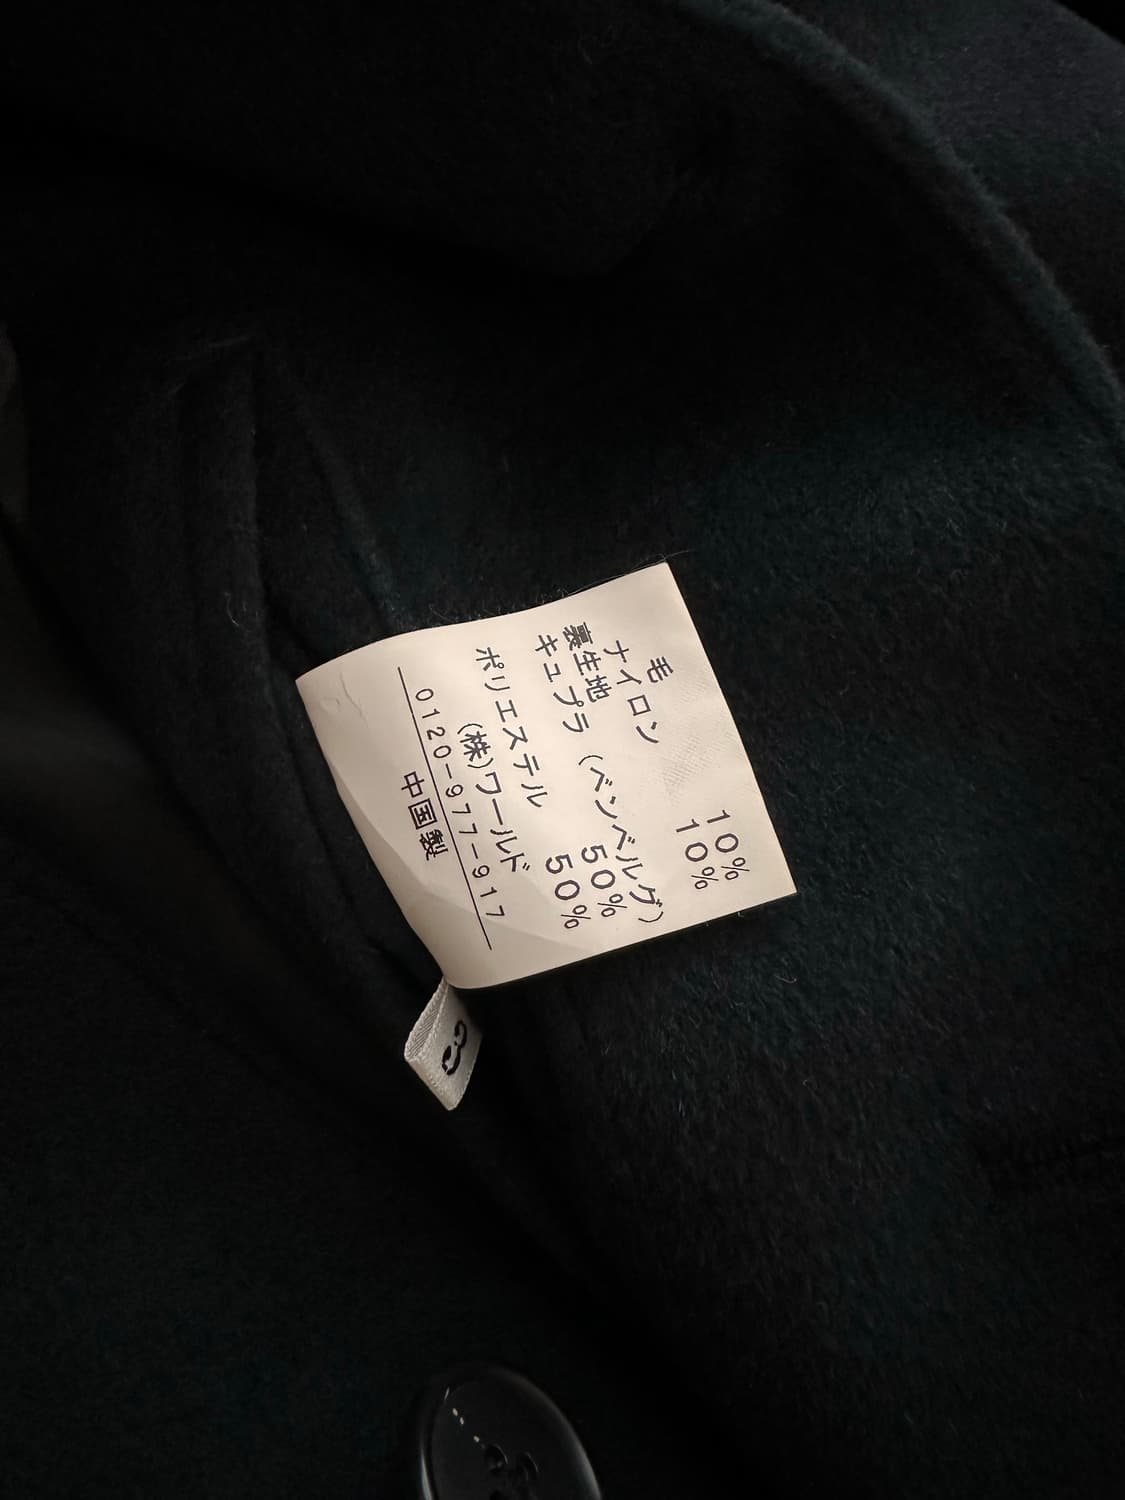 毛 10%
ナイロン 10%
裏生地
キュプラ (ベンベルグ)
50%
ポリエステル 50%
(株)ワールド
0120-977-917
中国製
3